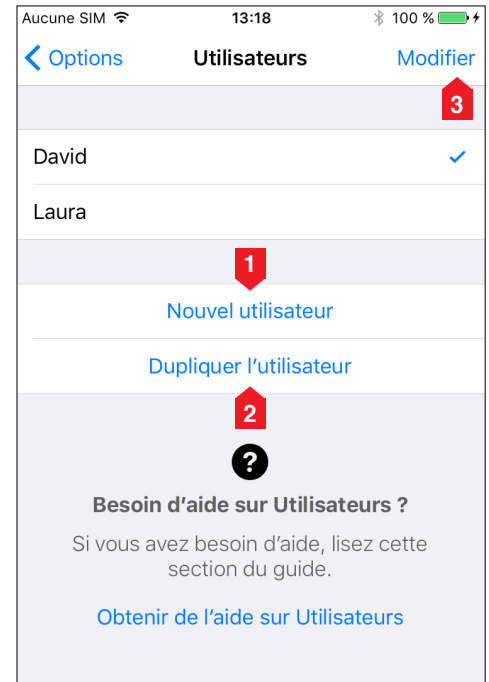 Aucune SIM 13:18 100 %
Options Utilisateurs Modifier
3
David
Laura
1
Nouvel utilisateur
Dupliquer l’utilisateur
2
?
Besoin d’aide sur Utilisateurs ?
Si vous avez besoin d’aide, lisez cette
section du guide.
Obtenir de l’aide sur Utilisateurs